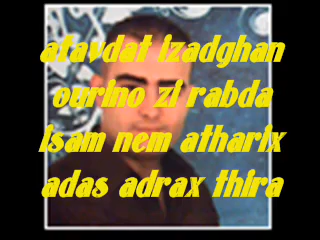 afavdat izadghan
ourino zi rabda
isam nem atharix
adas adrax thira